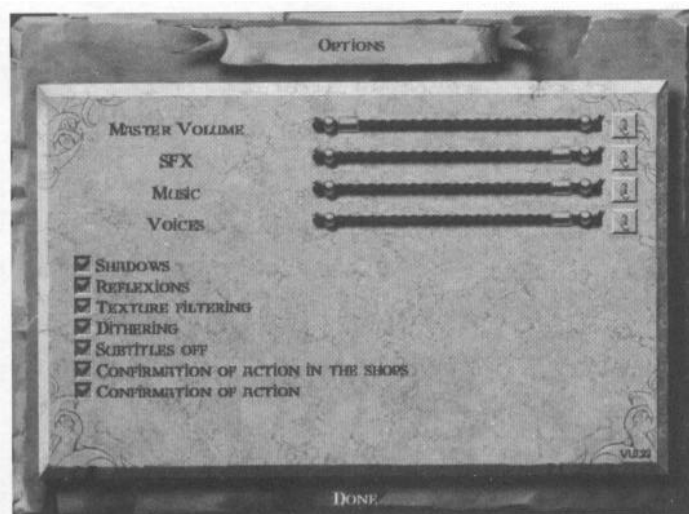 Options
Master Volume
SFX
Music
Voices
Shadows
Reflexions
Texture filtering
Dithering
Subtitles off
Confirmation of action in the shops
Confirmation of action
Done